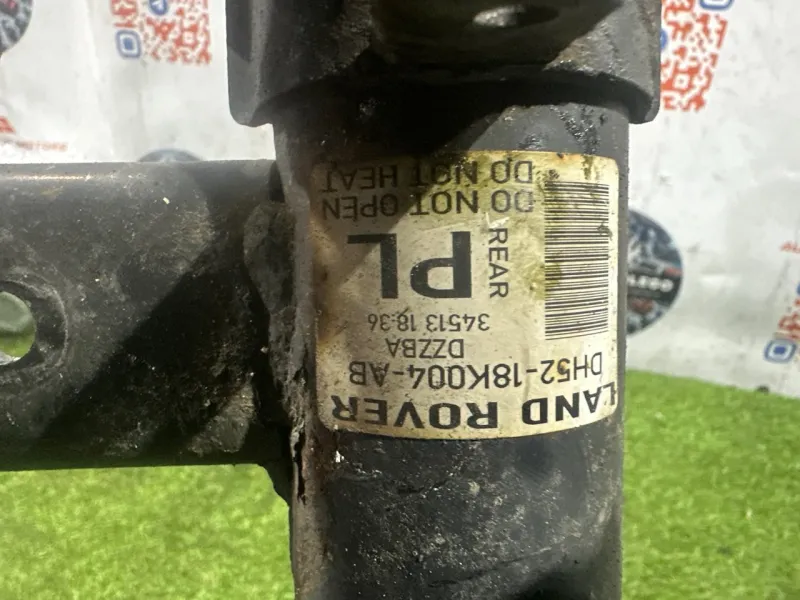 LAND ROVER
DH52-18K004-AB
DZZBA
34513 18:36
PL
REAR
DO NOT OPEN
DO NOT HEAT